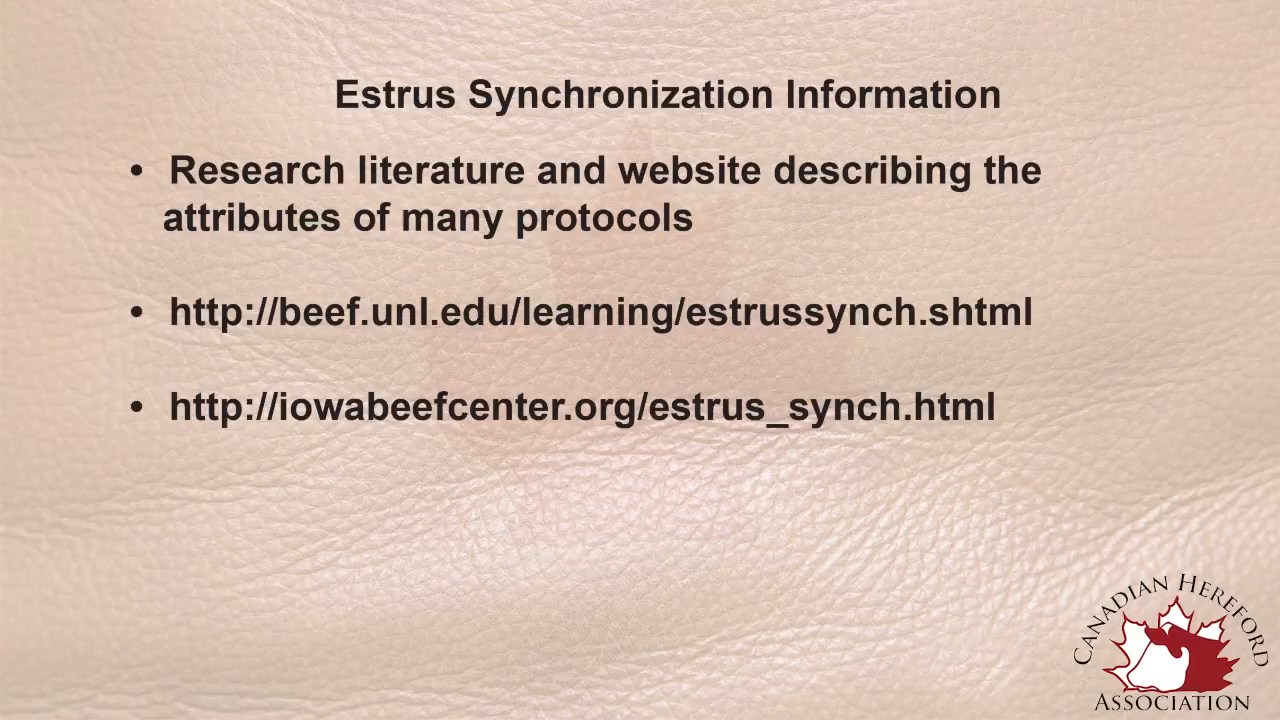 Estrus Synchronization Information
• Research literature and website describing the
attributes of many protocols
• http://beef.unl.edu/learning/estrussynch.shtml
• http://iowabeefcenter.org/estrus_synch.html
CANADIAN HEREFORD
ASSOCIATION